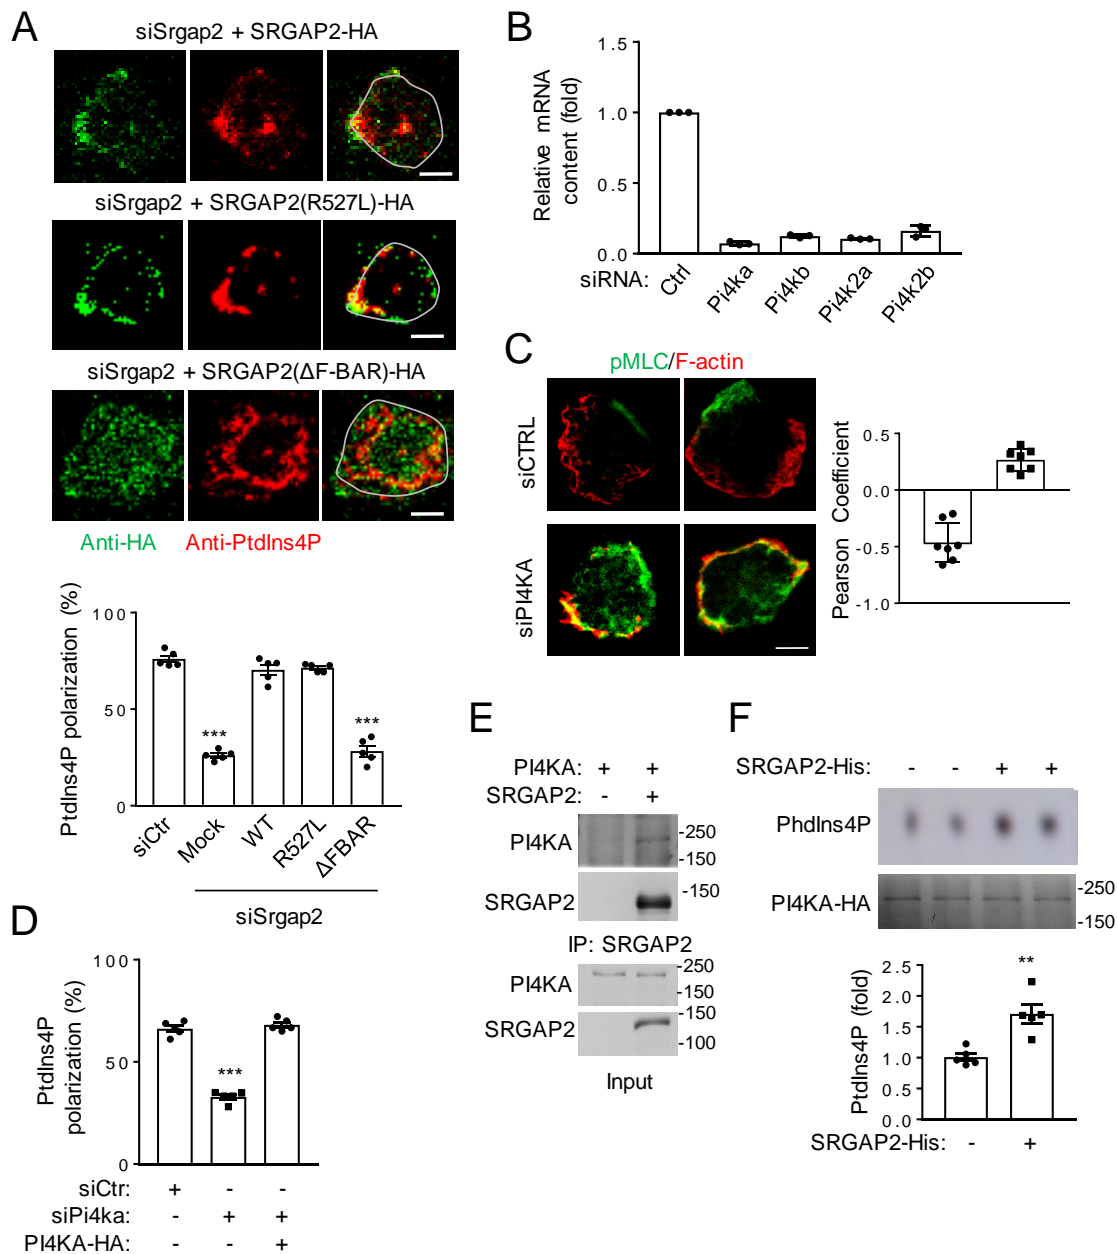 A
siSrgap2 + SRGAP2-HA
siSrgap2 + SRGAP2(R527L)-HA
siSrgap2 + SRGAP2(ΔF-BAR)-HA
Anti-HA Anti-PtdIns4P
PtdIns4P polarization (%)
100
50
0
*** ***
siCtr Mock WT R527L ΔFBAR
siSrgap2
B
Relative mRNA
content (fold)
1.5
1.0
0.5
0.0
siRNA: Ctrl Pi4ka Pi4kb Pi4k2a Pi4k2b
C
pMLC/F-actin
siCTRL
siPI4KA
Pearson Coefficient
0.5
0.0
-0.5
-1.0
D
PtdIns4P
polarization (%)
100
50
0
***
siCtr: + - -
siPi4ka: - + +
PI4KA-HA: - - +
E
PI4KA: + +
SRGAP2: - +
PI4KA -250
-150
SRGAP2 -150
IP: SRGAP2
PI4KA -250
-150
SRGAP2 -150
-100
Input
F
SRGAP2-His: - - + +
PhdIns4P
PI4KA-HA -250
-150
PtdIns4P (fold)
2.5
2.0
1.5
1.0
0.5
0.0
**
SRGAP2-His: - +